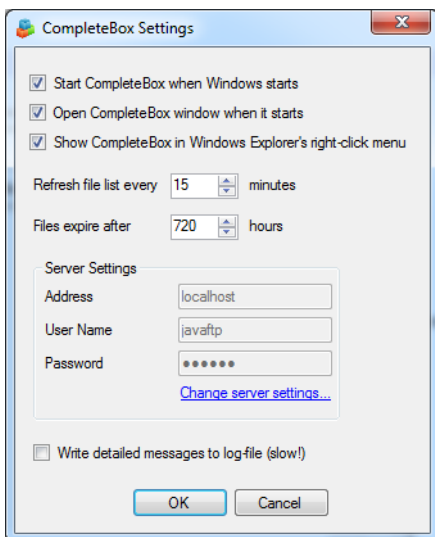 CompleteBox Settings
Start CompleteBox when Windows starts
Open CompleteBox window when it starts
Show CompleteBox in Windows Explorer's right-click menu
Refresh file list every 15 minutes
Files expire after 720 hours
Server Settings
Address localhost
User Name javaftp
Password ●●●●●●
Change server settings...
Write detailed messages to log-file (slow!)
OK Cancel